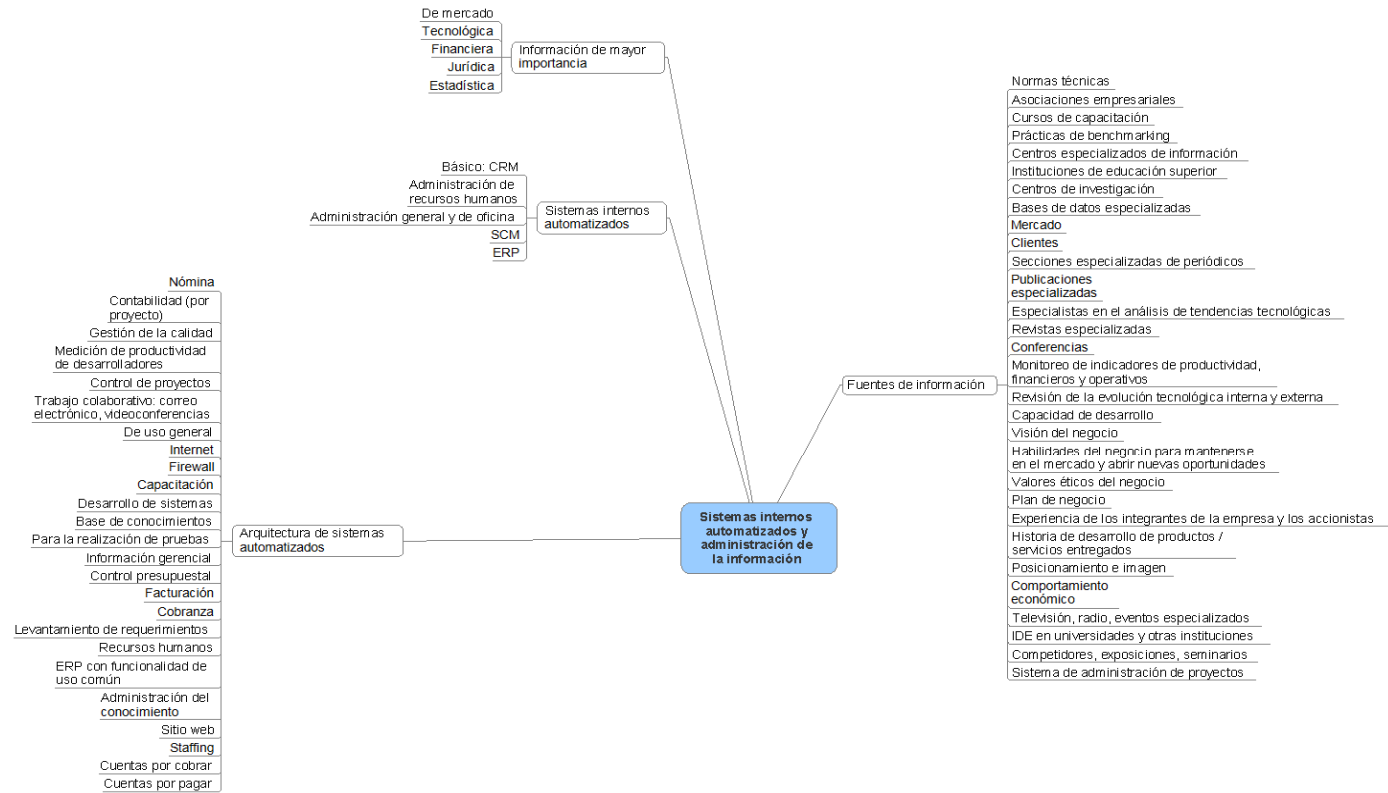 De mercado
Tecnológica
Financiera
Jurídica
Estadística
Información de mayor
importancia
Básico: CRM
Administración de
recursos humanos
Administración general y de oficina
SCM
ERP
Sistemas internos
automatizados
Nómina
Contabilidad (por
proyecto)
Gestión de la calidad
Medición de productividad
de desarrolladores
Control de proyectos
Trabajo colaborativo: correo
electrónico, videoconferencias
De uso general
Internet
Firewall
Capacitación
Desarrollo de sistemas
Base de conocimientos
Para la realización de pruebas
Información gerencial
Control presupuestal
Facturación
Cobranza
Levantamiento de requerimientos
Recursos humanos
ERP con funcionalidad de
uso común
Administración del
conocimiento
Sitio web
Staffing
Cuentas por cobrar
Cuentas por pagar
Arquitectura de sistemas
automatizados
Sistemas internos
automatizados y
administración de
la información
Fuentes de información
Normas técnicas
Asociaciones empresariales
Cursos de capacitación
Prácticas de benchmarking
Centros especializados de información
Instituciones de educación superior
Centros de investigación
Bases de datos especializadas
Mercado
Clientes
Secciones especializadas de periódicos
Publicaciones
especializadas
Especialistas en el análisis de tendencias tecnológicas
Revistas especializadas
Conferencias
Monitoreo de indicadores de productividad,
financieros y operativos
Revisión de la evolución tecnológica interna y externa
Capacidad de desarrollo
Visión del negocio
Habilidades del negocio para mantenerse
en el mercado y abrir nuevas oportunidades
Valores éticos del negocio
Plan de negocio
Experiencia de los integrantes de la empresa y los accionistas
Historia de desarrollo de productos /
servicios entregados
Posicionamiento e imagen
Comportamiento
económico
Televisión, radio, eventos especializados
IDE en universidades y otras instituciones
Competidores, exposiciones, seminarios
Sistema de administración de proyectos